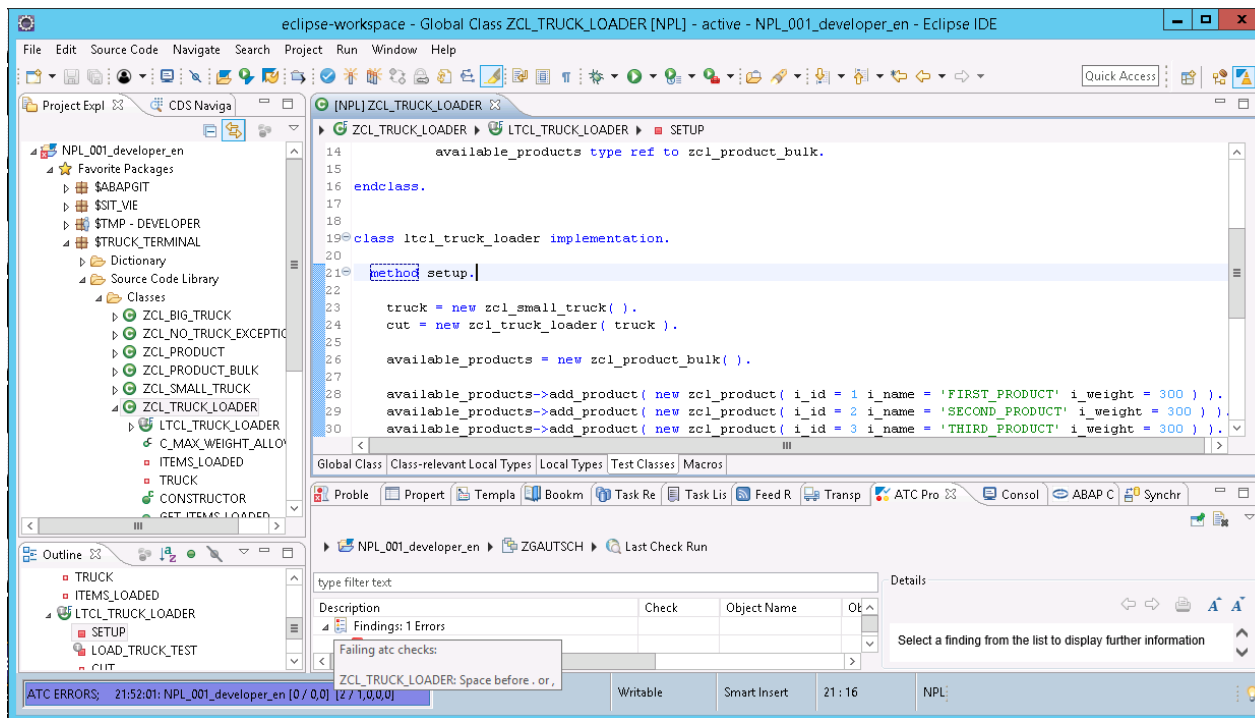 eclipse-workspace - Global Class ZCL_TRUCK_LOADER [NPL] - active - NPL_001_developer_en - Eclipse IDE
File Edit Source Code Navigate Search Project Run Window Help
Quick Access
Project Expl CDS Naviga
NPL_001_developer_en
Favorite Packages
$ABAPGIT
$SIT_VIE
$TMP - DEVELOPER
$TRUCK_TERMINAL
Dictionary
Source Code Library
Classes
ZCL_BIG_TRUCK
ZCL_NO_TRUCK_EXCEPTIC
ZCL_PRODUCT
ZCL_PRODUCT_BULK
ZCL_SMALL_TRUCK
ZCL_TRUCK_LOADER
LTCL_TRUCK_LOADER
C_MAX_WEIGHT_ALLO
ITEMS_LOADED
TRUCK
CONSTRUCTOR
GET_ITEMS_LOADED
Outline
TRUCK
ITEMS_LOADED
LTCL_TRUCK_LOADER
SETUP
LOAD_TRUCK_TEST
CUT
[NPL] ZCL_TRUCK_LOADER
ZCL_TRUCK_LOADER LTCL_TRUCK_LOADER SETUP
14 available_products type ref to zcl_product_bulk.
15
16 endclass.
17
18
19 class ltcl_truck_loader implementation.
20
21 method setup.
22
23 truck = new zcl_small_truck( ).
24 cut = new zcl_truck_loader( truck ).
25
26 available_products = new zcl_product_bulk( ).
27
28 available_products->add_product( new zcl_product( i_id = 1 i_name = 'FIRST_PRODUCT' i_weight = 300 ) ).
29 available_products->add_product( new zcl_product( i_id = 2 i_name = 'SECOND_PRODUCT' i_weight = 300 ) ).
30 available_products->add_product( new zcl_product( i_id = 3 i_name = 'THIRD_PRODUCT' i_weight = 300 ) ).
Global Class Class-relevant Local Types Local Types Test Classes Macros
Proble Propert Templa Bookm Task Re Task Lis Feed R Transp ATC Pro Consol ABAP C Synchr
NPL_001_developer_en ZGAUTSCH Last Check Run
type filter text
Description Check Object Name Ob
Findings: 1 Errors
Failing atc checks:
ZCL_TRUCK_LOADER: Space before . or ,
Details
Select a finding from the list to display further information
ATC ERRORS; 21:52:01: NPL_001_developer_en [0 / 0,0] [2 / 1,0,0,0]
Writable Smart Insert 21 : 16 NPL